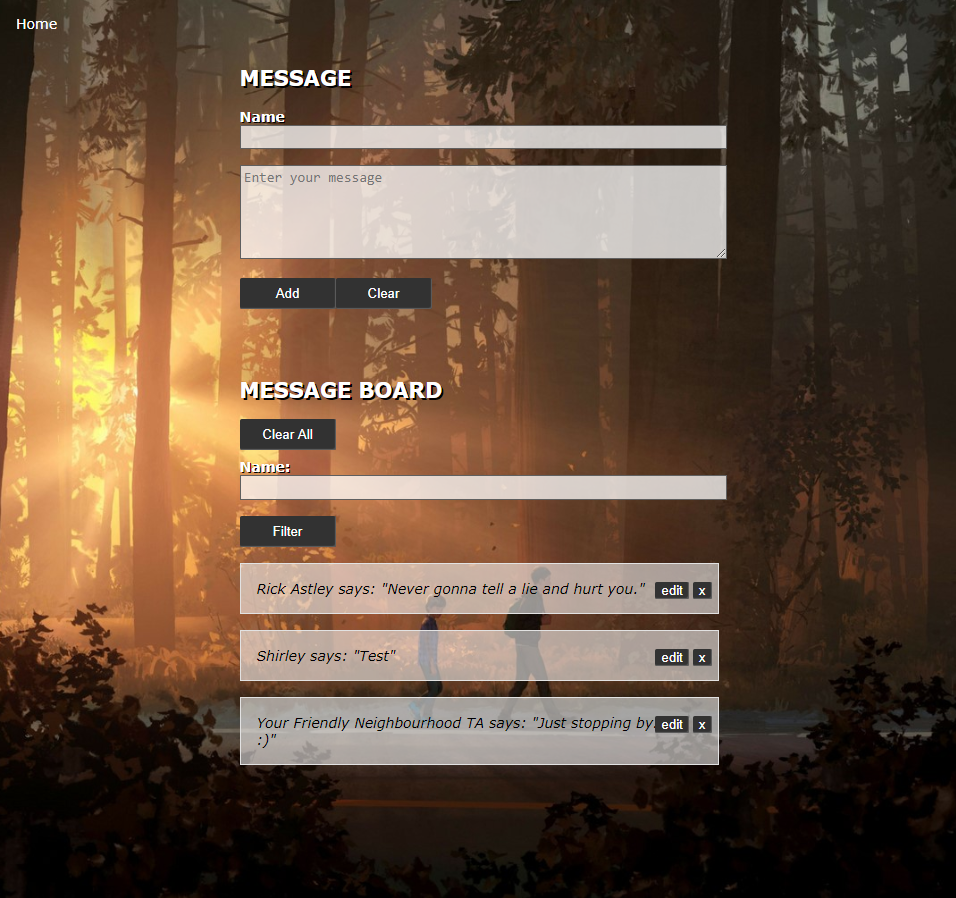 Home
MESSAGE
Name
Enter your message
Add Clear
MESSAGE BOARD
Clear All
Name:
Filter
Rick Astley says: "Never gonna tell a lie and hurt you." edit x
Shirley says: "Test" edit x
Your Friendly Neighbourhood TA says: "Just stopping by. edit x
:)"